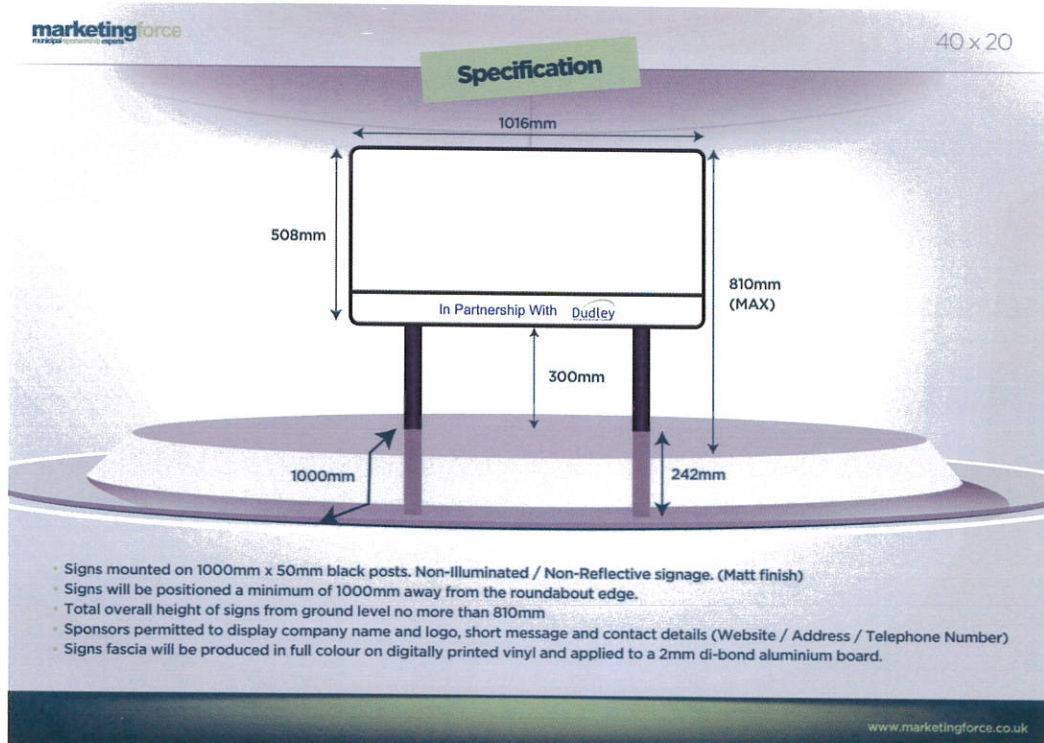 marketingforce
municipal sponsorship experts
40 x 20
Specification
1016mm
508mm
810mm
(MAX)
In Partnership With Dudley
300mm
1000mm
242mm
Signs mounted on 1000mm x 50mm black posts. Non-Illuminated / Non-Reflective signage. (Matt finish)
Signs will be positioned a minimum of 1000mm away from the roundabout edge.
Total overall height of signs from ground level no more than 810mm
Sponsors permitted to display company name and logo, short message and contact details (Website / Address / Telephone Number)
Signs fascia will be produced in full colour on digitally printed vinyl and applied to a 2mm di-bond aluminium board.
www.marketingforce.co.uk